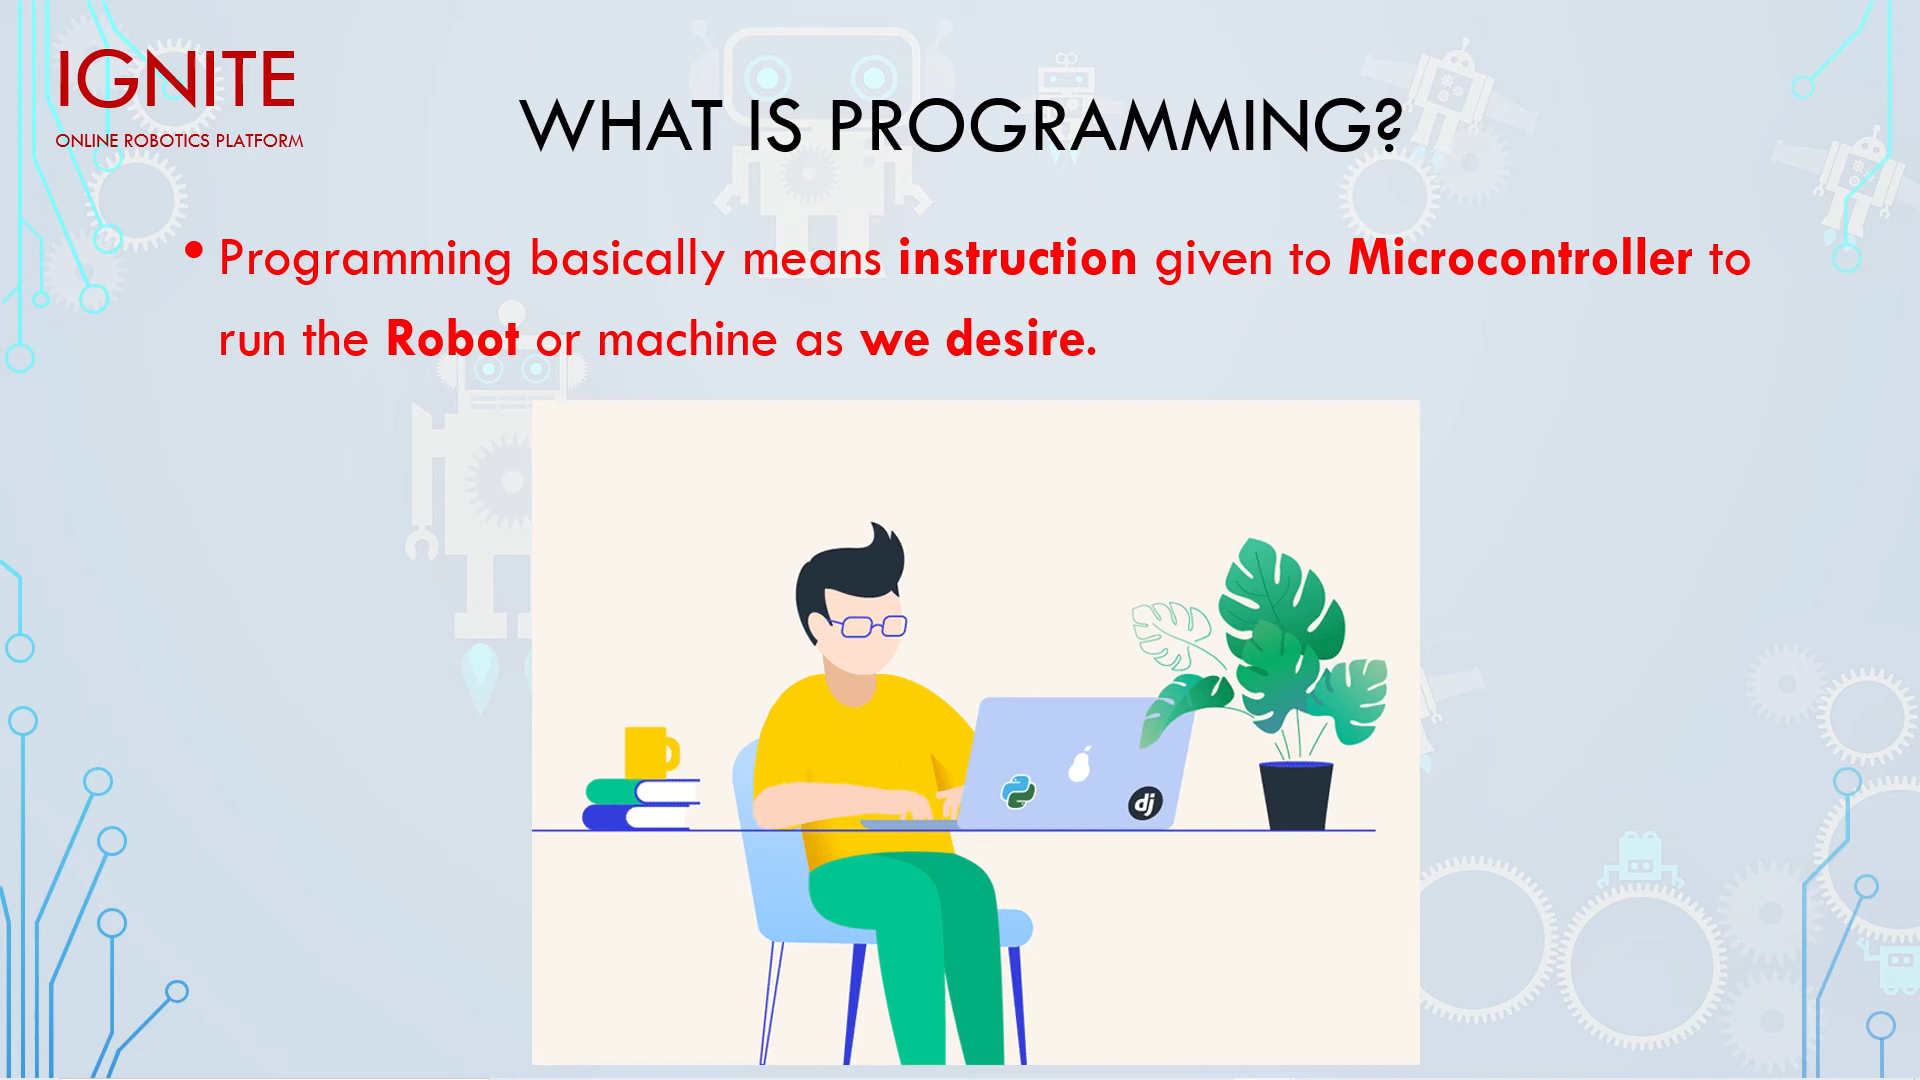 IGNITE
ONLINE ROBOTICS PLATFORM
WHAT IS PROGRAMMING?
• Programming basically means instruction given to Microcontroller to
run the Robot or machine as we desire.
dj